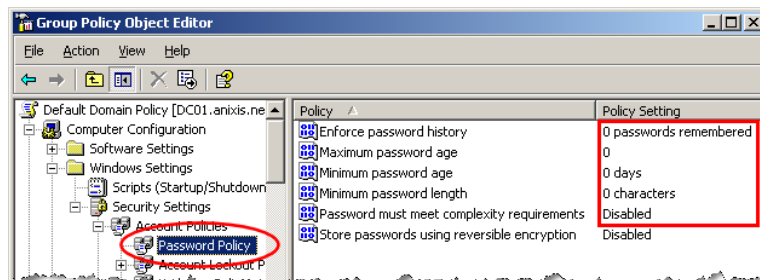 Group Policy Object Editor
File Action View Help
Default Domain Policy [DC01.anixis.ne
Computer Configuration
Software Settings
Windows Settings
Scripts (Startup/Shutdown
Security Settings
Account Policies
Password Policy
Account Lockout P
Policy Policy Setting
Enforce password history 0 passwords remembered
Maximum password age 0
Minimum password age 0 days
Minimum password length 0 characters
Password must meet complexity requirements Disabled
Store passwords using reversible encryption Disabled